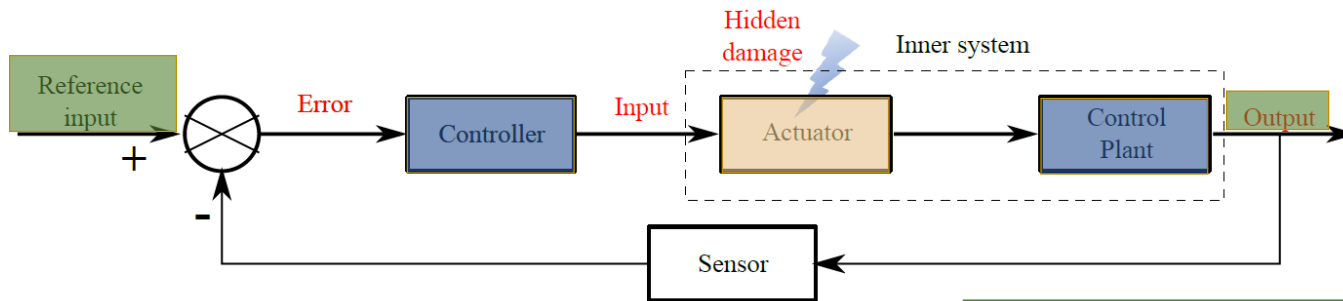 Hidden
damage
Inner system
Reference
input
Error
Controller
Input
Actuator
Control
Plant
Output
+
-
Sensor